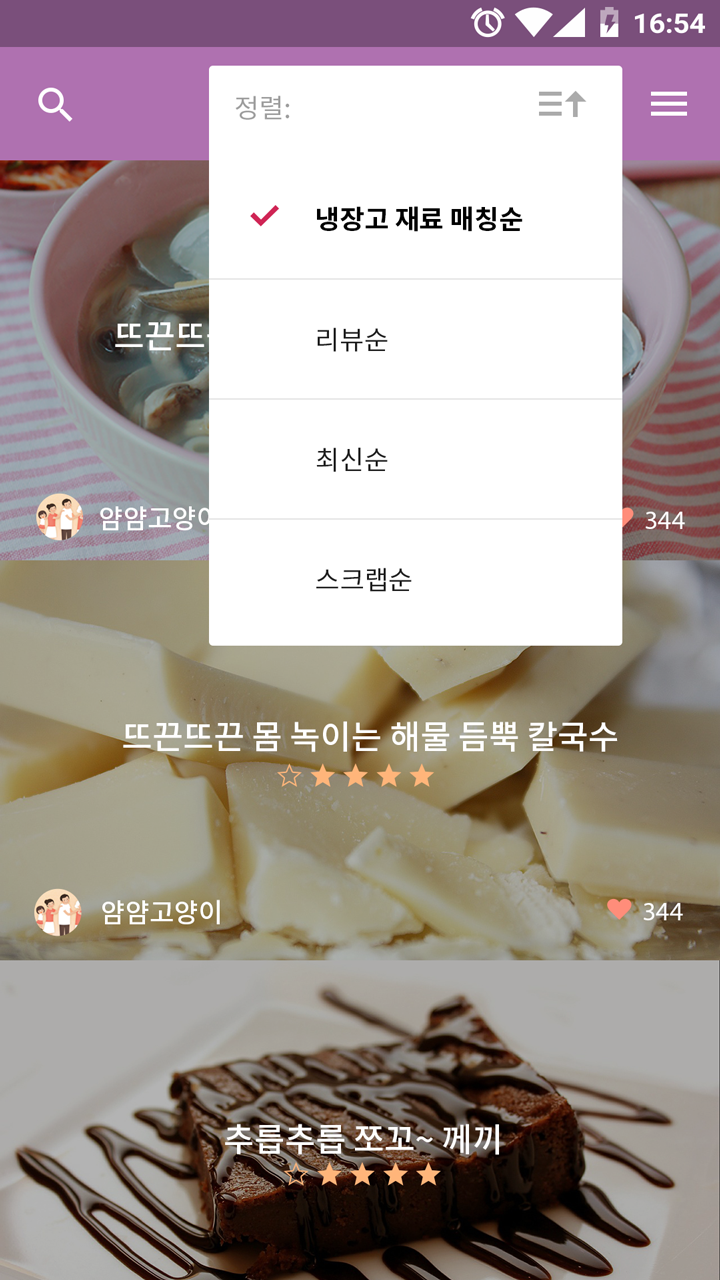 16:54
정렬:
냉장고 재료 매칭순
리뷰순
최신순
스크랩순
뜨끈뜨
얌얌고양이
344
뜨끈뜨끈 몸 녹이는 해물 듬뿍 칼국수
얌얌고양이
344
추릅추릅 쪼꼬~ 께끼